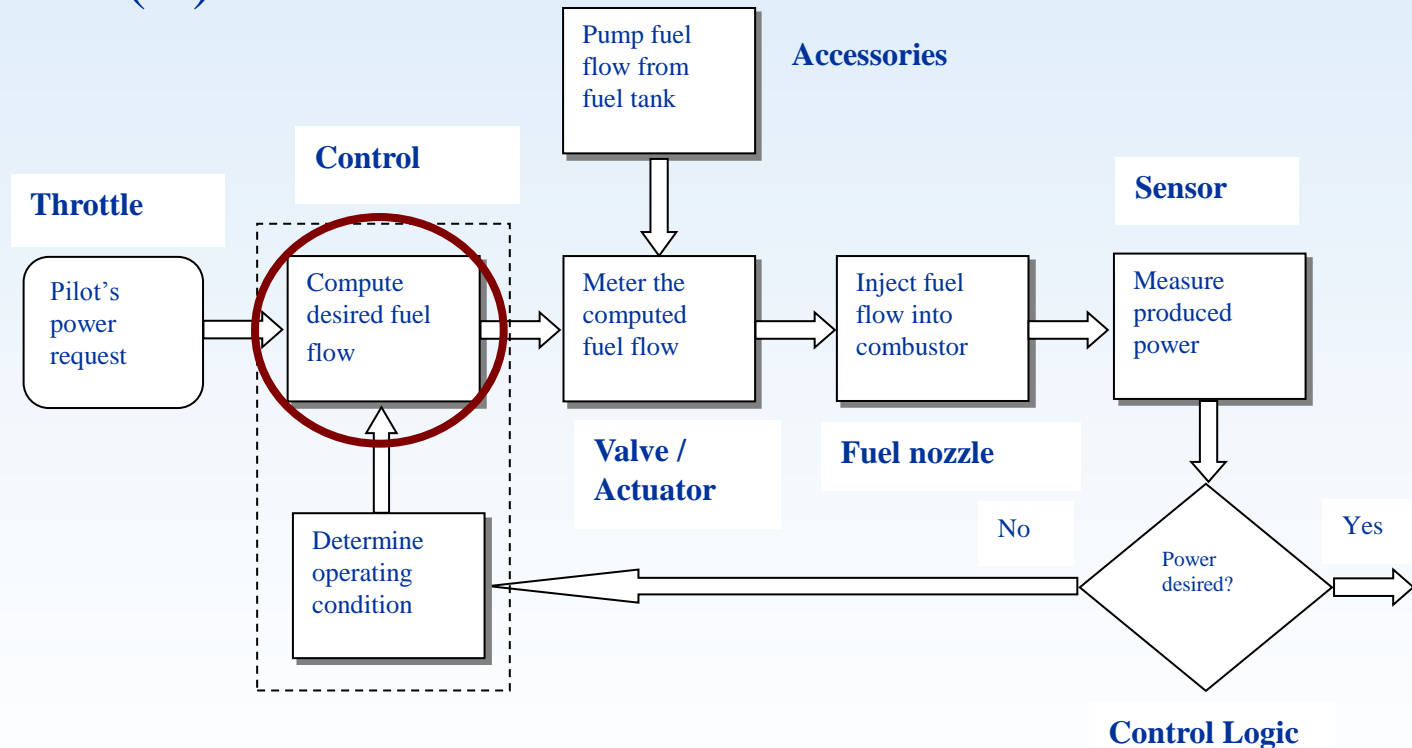 Pump fuel
flow from
fuel tank
Accessories
Control
Throttle
Sensor
Pilot’s
power
request
Compute
desired fuel
flow
Meter the
computed
fuel flow
Inject fuel
flow into
combustor
Measure
produced
power
Valve /
Actuator
Fuel nozzle
Determine
operating
condition
No
Power
desired?
Yes
Control Logic